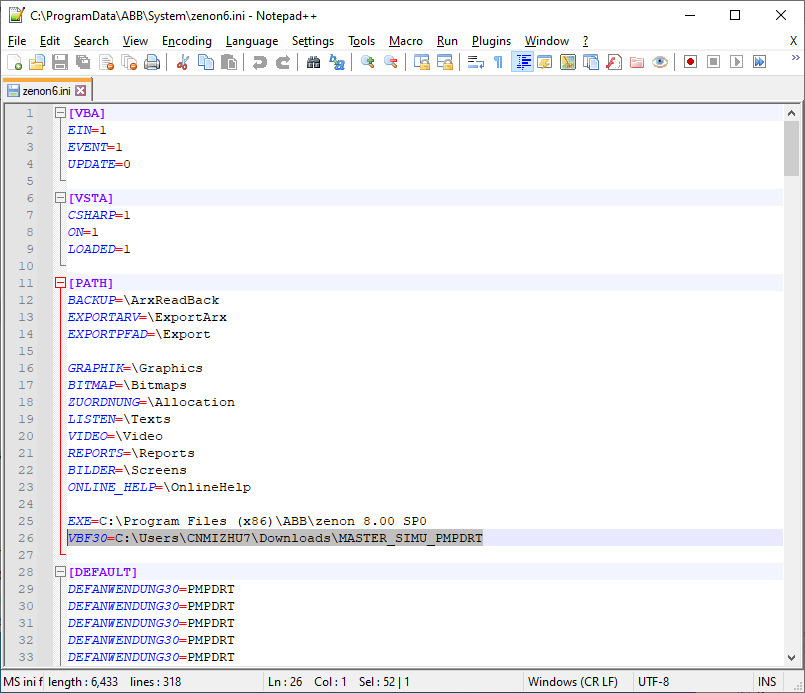 C:\ProgramData\ABB\System\zenon6.ini - Notepad++
File Edit Search View Encoding Language Settings Tools Macro Run Plugins Window ? X
zenon6.ini
1 [VBA]
2 EIN=1
3 EVENT=1
4 UPDATE=0
5
6 [VSTA]
7 CSHARP=1
8 ON=1
9 LOADED=1
10
11 [PATH]
12 BACKUP=\ArxReadBack
13 EXPORTARV=\ExportArx
14 EXPORTPFAD=\Export
15
16 GRAPHIK=\Graphics
17 BITMAP=\Bitmaps
18 ZUORDNUNG=\Allocation
19 LISTEN=\Texts
20 VIDEO=\Video
21 REPORTS=\Reports
22 BILDER=\Screens
23 ONLINE_HELP=\OnlineHelp
24
25 EXE=C:\Program Files (x86)\ABB\zenon 8.00 SP0
26 VBF30=C:\Users\CNMIZHU7\Downloads\MASTER_SIMU_PMPDRT
27
28 [DEFAULT]
29 DEFANWENDUNG30=PMPDRT
30 DEFANWENDUNG30=PMPDRT
31 DEFANWENDUNG30=PMPDRT
32 DEFANWENDUNG30=PMPDRT
33 DEFANWENDUNG30=PMPDRT
MS ini f length : 6,433 lines : 318 Ln : 26 Col : 1 Sel : 52 | 1 Windows (CR LF) UTF-8 INS